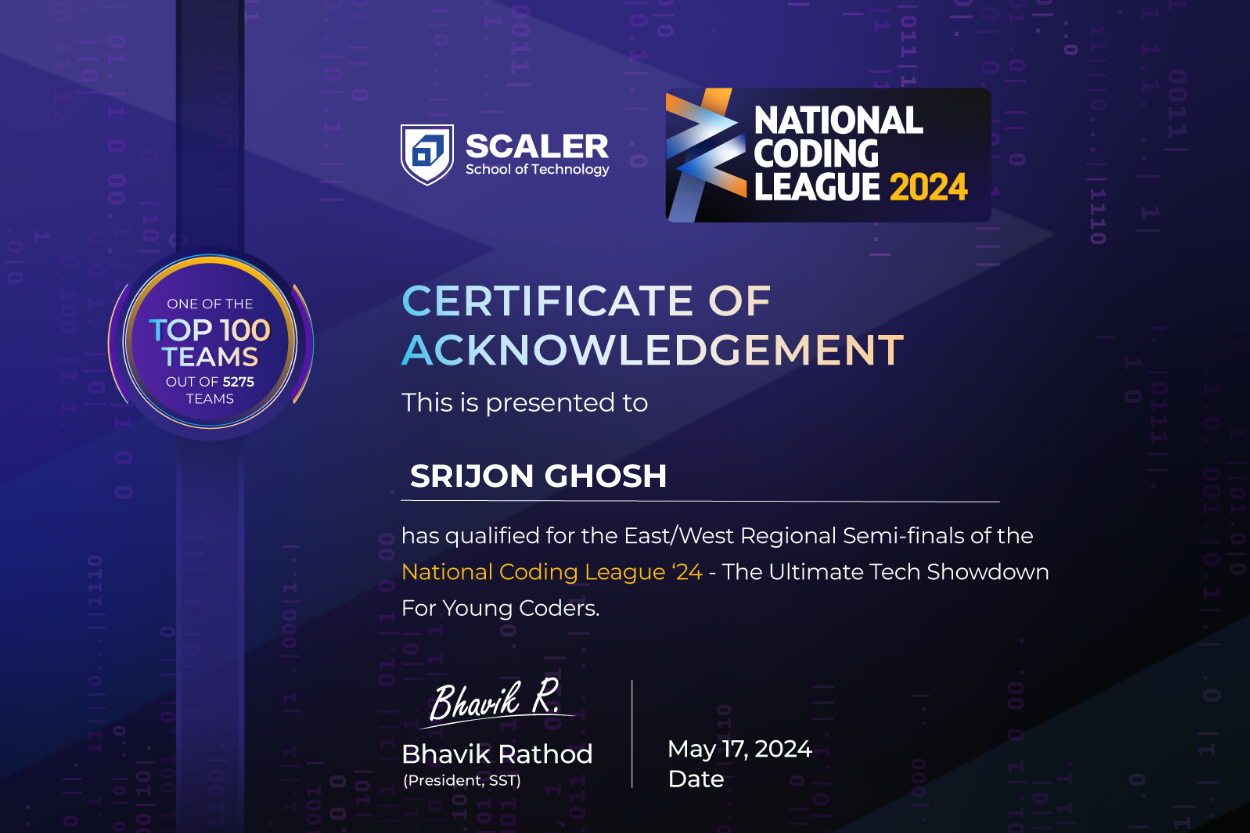 SCALER
School of Technology
NATIONAL
CODING
LEAGUE 2024
ONE OF THE
TOP 100
TEAMS
OUT OF 5275
TEAMS
CERTIFICATE OF
ACKNOWLEDGEMENT
This is presented to
SRIJON GHOSH
has qualified for the East/West Regional Semi-finals of the
National Coding League ‘24 - The Ultimate Tech Showdown
For Young Coders.
Bhavik R.
Bhavik Rathod
(President, SST)
May 17, 2024
Date